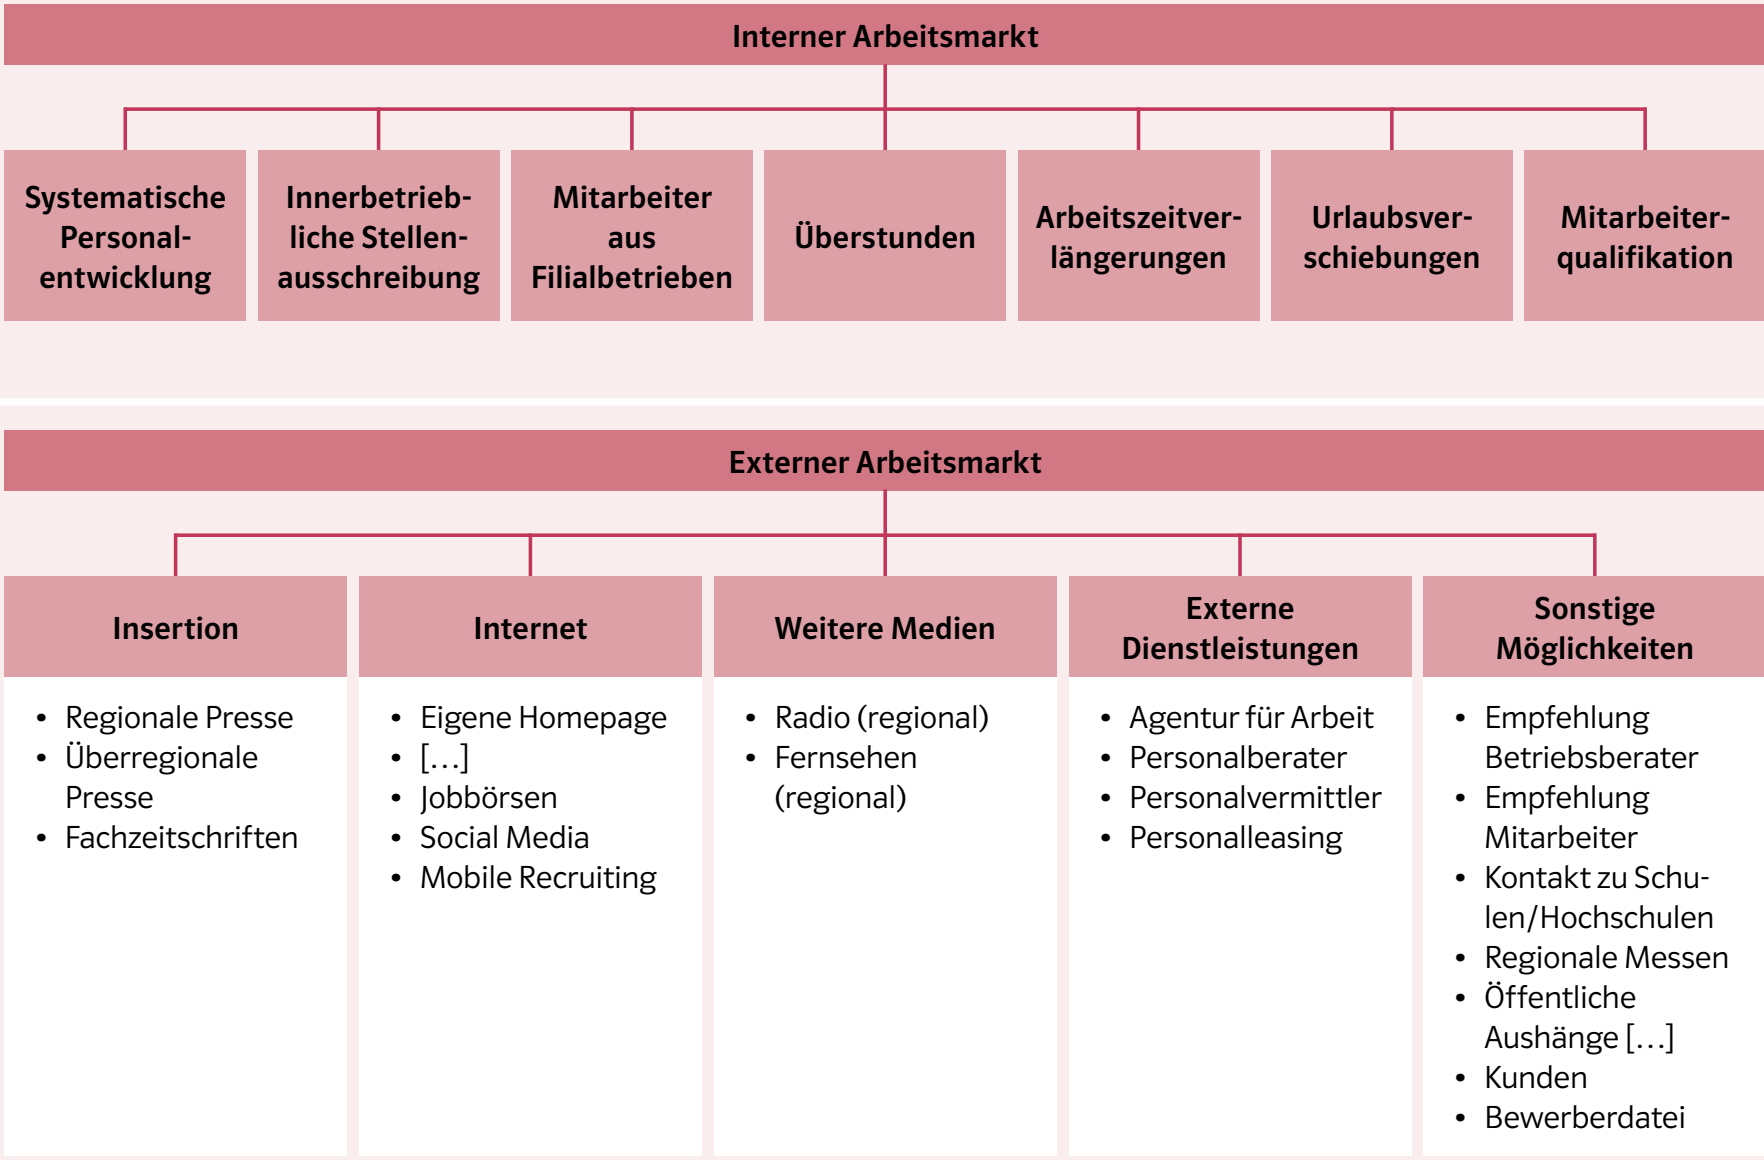 Interner Arbeitsmarkt
Systematische
Personal-
entwicklung
Innerbetrieb-
liche Stellen-
ausschreibung
Mitarbeiter
aus
Filialbetrieben
Überstunden
Arbeitszeitver-
längerungen
Urlaubsver-
schiebungen
Mitarbeiter-
qualifikation
Externer Arbeitsmarkt
Insertion
• Regionale Presse
• Überregionale
Presse
• Fachzeitschriften
Internet
• Eigene Homepage
• […]
• Jobbörsen
• Social Media
• Mobile Recruiting
Weitere Medien
• Radio (regional)
• Fernsehen
(regional)
Externe
Dienstleistungen
• Agentur für Arbeit
• Personalberater
• Personalvermittler
• Personalleasing
Sonstige
Möglichkeiten
• Empfehlung
Betriebsberater
• Empfehlung
Mitarbeiter
• Kontakt zu Schu-
len/Hochschulen
• Regionale Messen
• Öffentliche
Aushänge […]
• Kunden
• Bewerberdatei